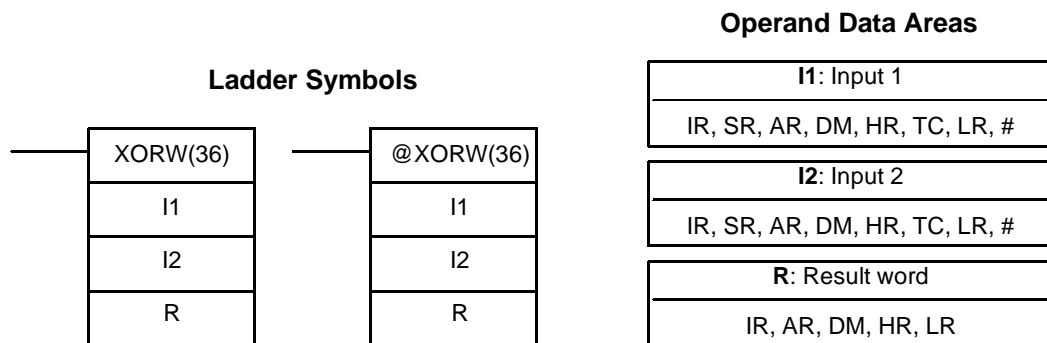 Operand Data Areas
Ladder Symbols
XORW(36)
I1
I2
R
@XORW(36)
I1
I2
R
I1: Input 1
IR, SR, AR, DM, HR, TC, LR, #
I2: Input 2
IR, SR, AR, DM, HR, TC, LR, #
R: Result word
IR, AR, DM, HR, LR